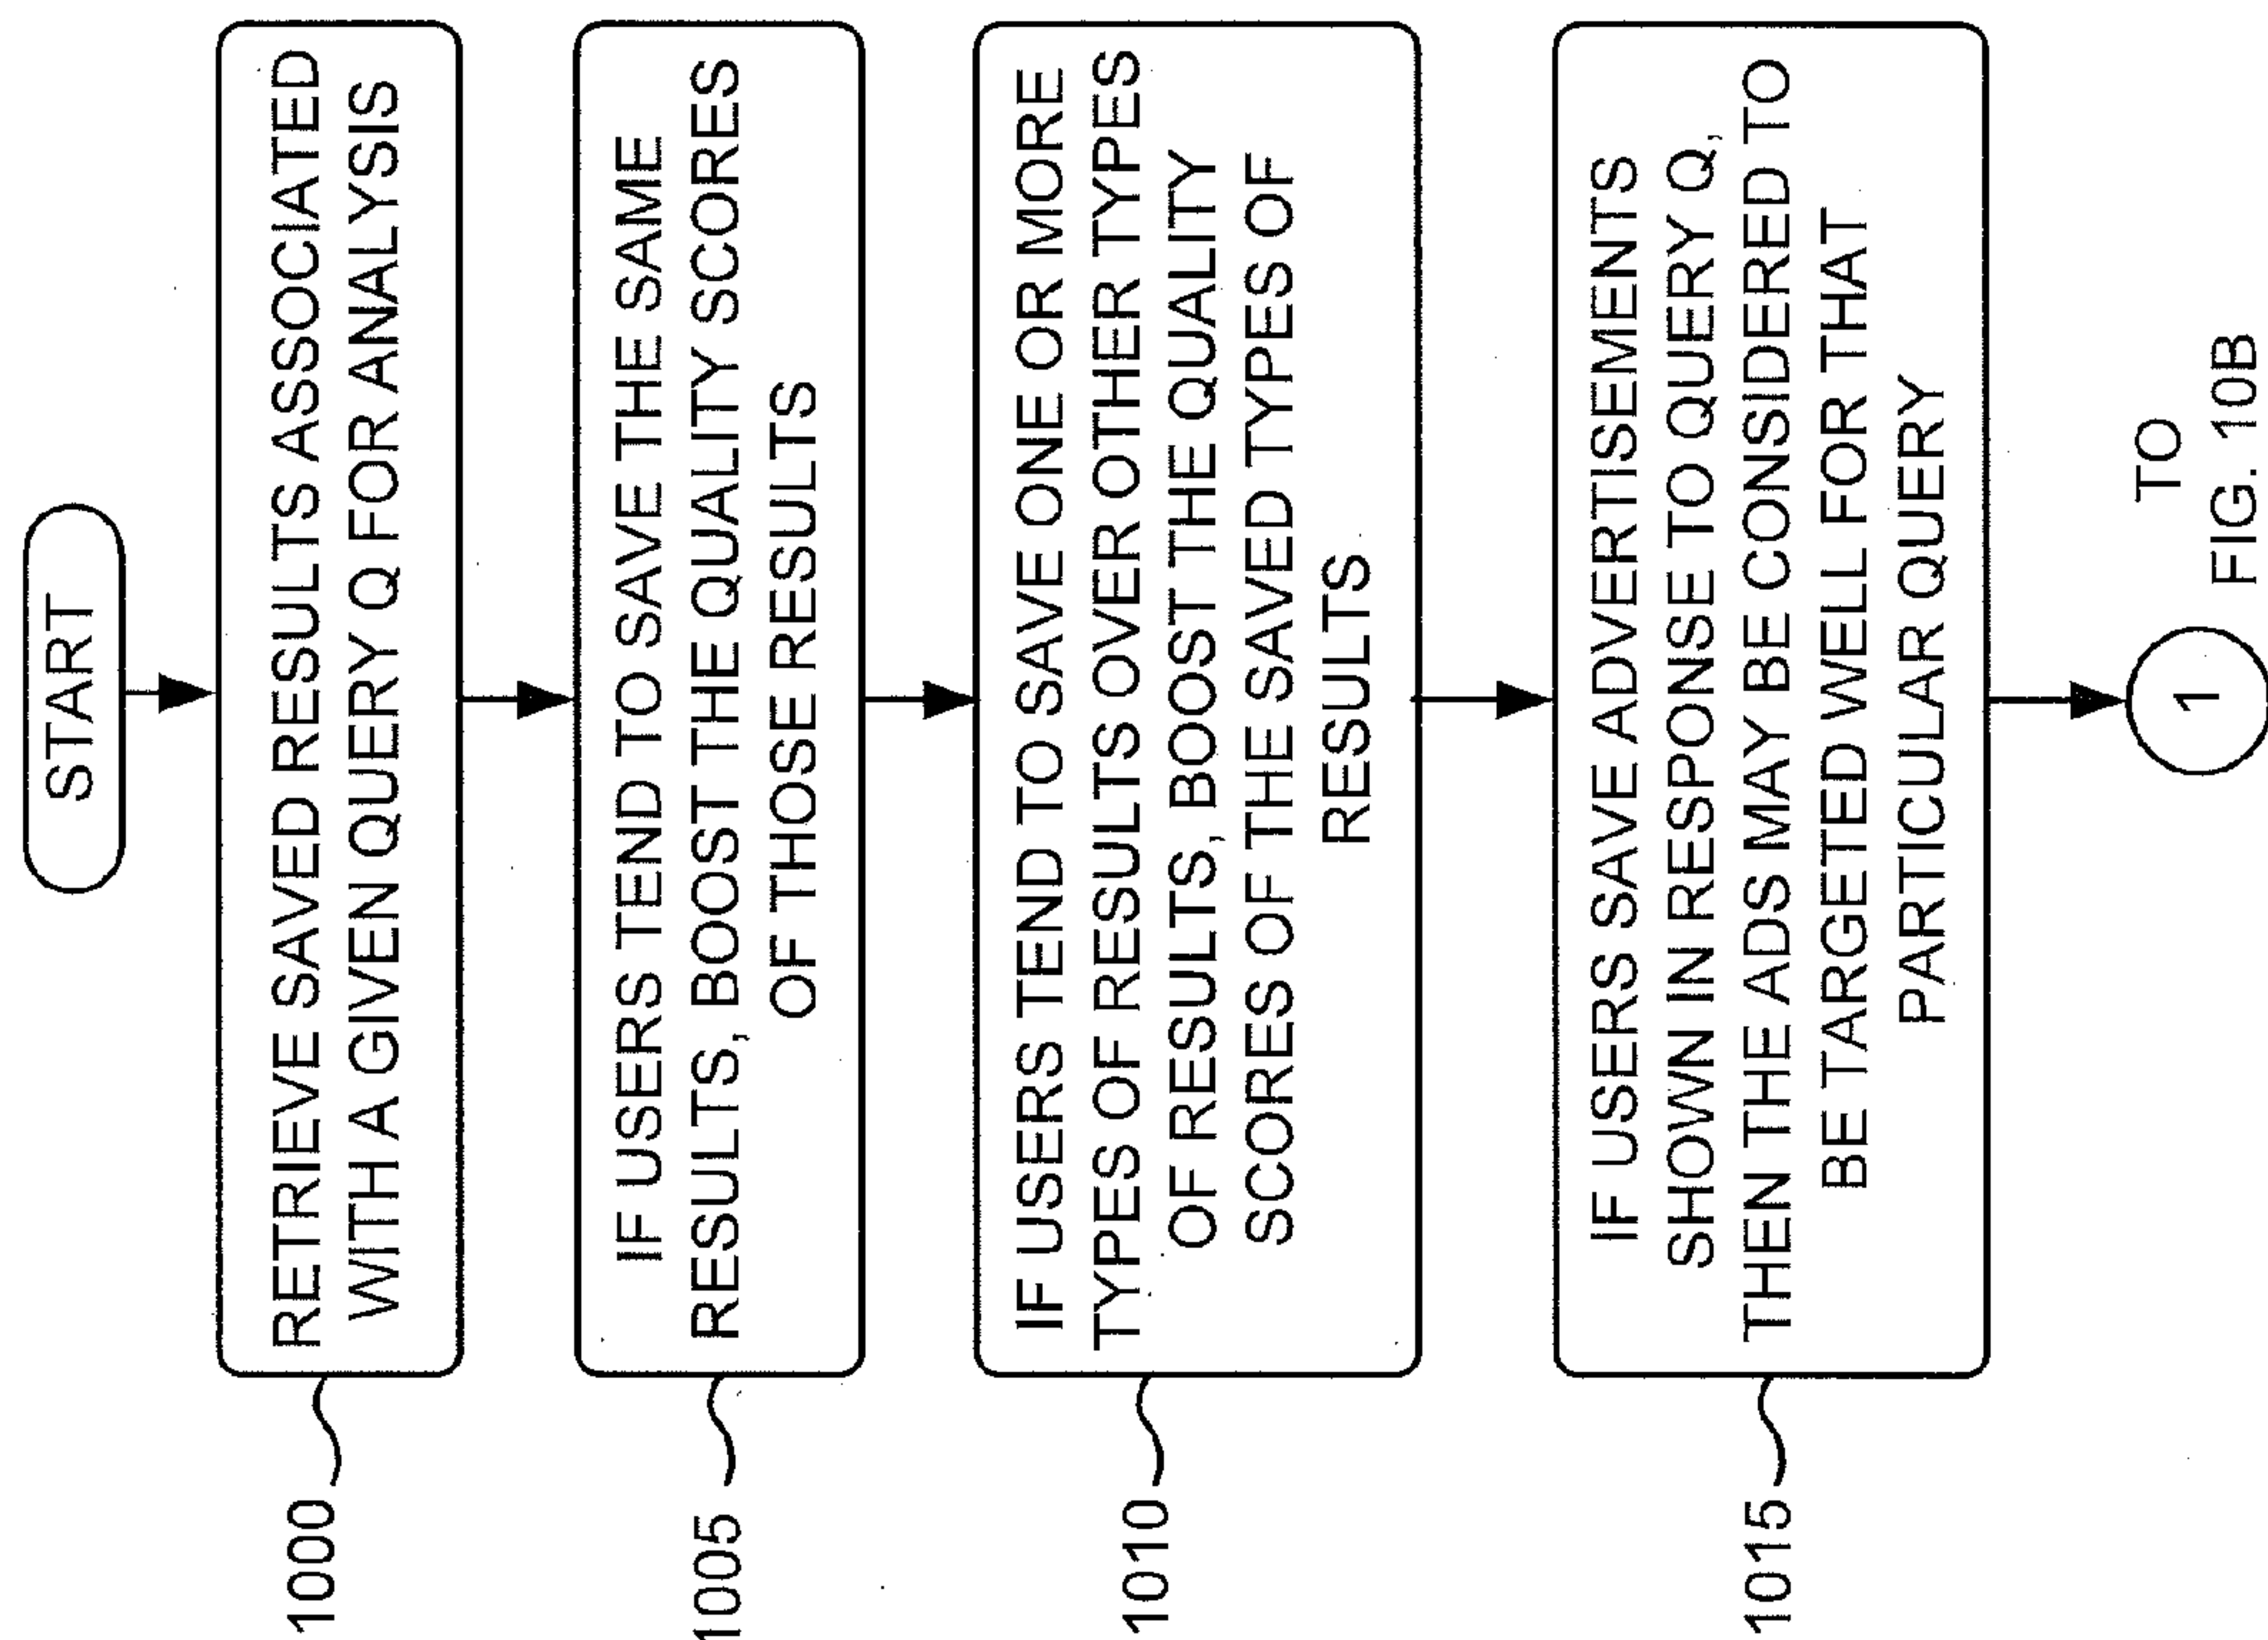 START
1000
RETRIEVE SAVED RESULTS ASSOCIATED
WITH A GIVEN QUERY Q FOR ANALYSIS
1005
IF USERS TEND TO SAVE THE SAME
RESULTS, BOOST THE QUALITY SCORES
OF THOSE RESULTS
1010
IF USERS TEND TO SAVE ONE OR MORE
TYPES OF RESULTS OVER OTHER TYPES
OF RESULTS, BOOST THE QUALITY
SCORES OF THE SAVED TYPES OF
RESULTS
1015
IF USERS SAVE ADVERTISEMENTS
SHOWN IN RESPONSE TO QUERY Q,
THEN THE ADS MAY BE CONSIDERED TO
BE TARGETED WELL FOR THAT
PARTICULAR QUERY
1
TO
FIG. 10B